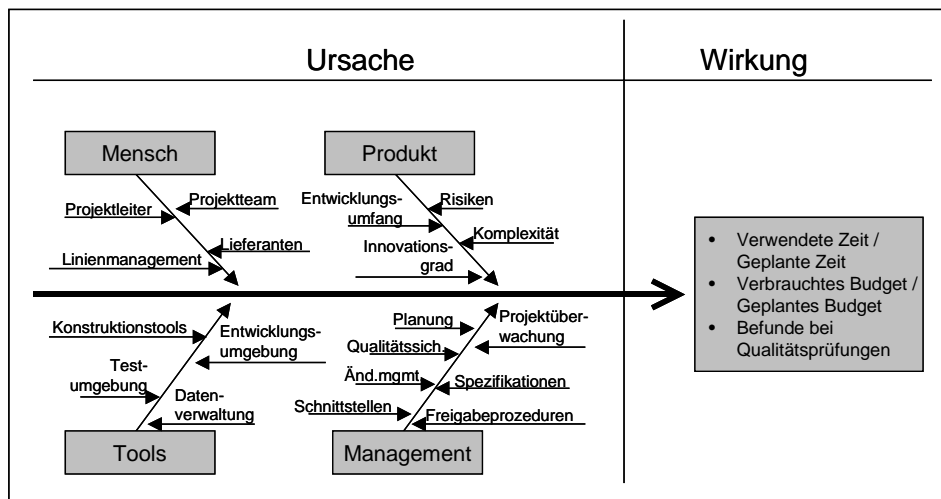 Ursache
Wirkung
Mensch
Produkt
Projektteam
Projektleiter
Lieferanten
Linienmanagement
Entwicklungs-
umfang
Risiken
Komplexität
Innovations-
grad
• Verwendete Zeit /
Geplante Zeit
• Verbrauchtes Budget /
Geplantes Budget
• Befunde bei
Qualitätsprüfungen
Konstruktionstools
Entwicklungs-
umgebung
Test-
umgebung
Daten-
verwaltung
Planung
Projektüber-
wachung
Qualitätssich.
Änd.mgmt
Spezifikationen
Schnittstellen
Freigabeprozeduren
Tools
Management